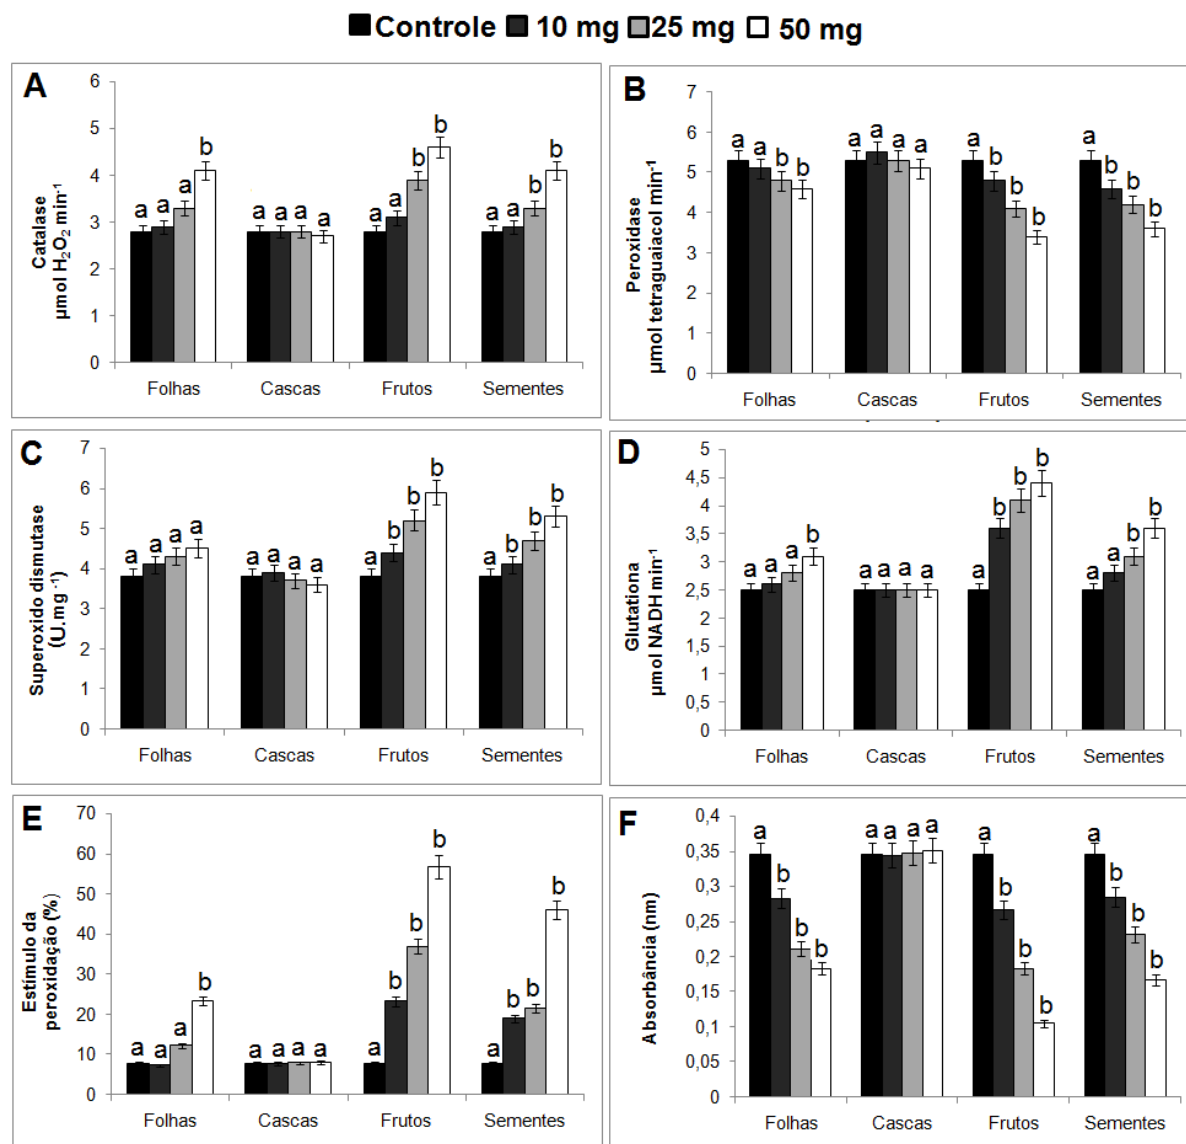 Controle 10 mg 25 mg 50 mg
A
Catalase
µmol H₂O₂ min⁻¹
6
5
4
3
2
1
0
a a a b
a a a a
a a b b
a a b b
Folhas Cascas Frutos Sementes
B
Peroxidase
µmol tetraguaiacol min⁻¹
7
6
5
4
3
2
1
0
a a b b
a a a a
a b b b
a b b b
Folhas Cascas Frutos Sementes
C
Superoxido dismutase
(U.mg⁻¹)
7
6
5
4
3
2
1
0
a a a a
a a a a
a b b b
a b b b
Folhas Cascas Frutos Sementes
D
Glutationa
µmol NADH min⁻¹
5
4,5
4
3,5
3
2,5
2
1,5
1
0,5
0
a a a b
a a a a
a b b b
a a b b
Folhas Cascas Frutos Sementes
E
Estímulo da
peroxidação (%)
70
60
50
40
30
20
10
0
a a a b
a a a a
a b b b
a b b b
Folhas Cascas Frutos Sementes
F
Absorbância (nm)
0,4
0,35
0,3
0,25
0,2
0,15
0,1
0,05
0
a b b b
a a a a
a b b b
a b b b
Folhas Cascas Frutos Sementes